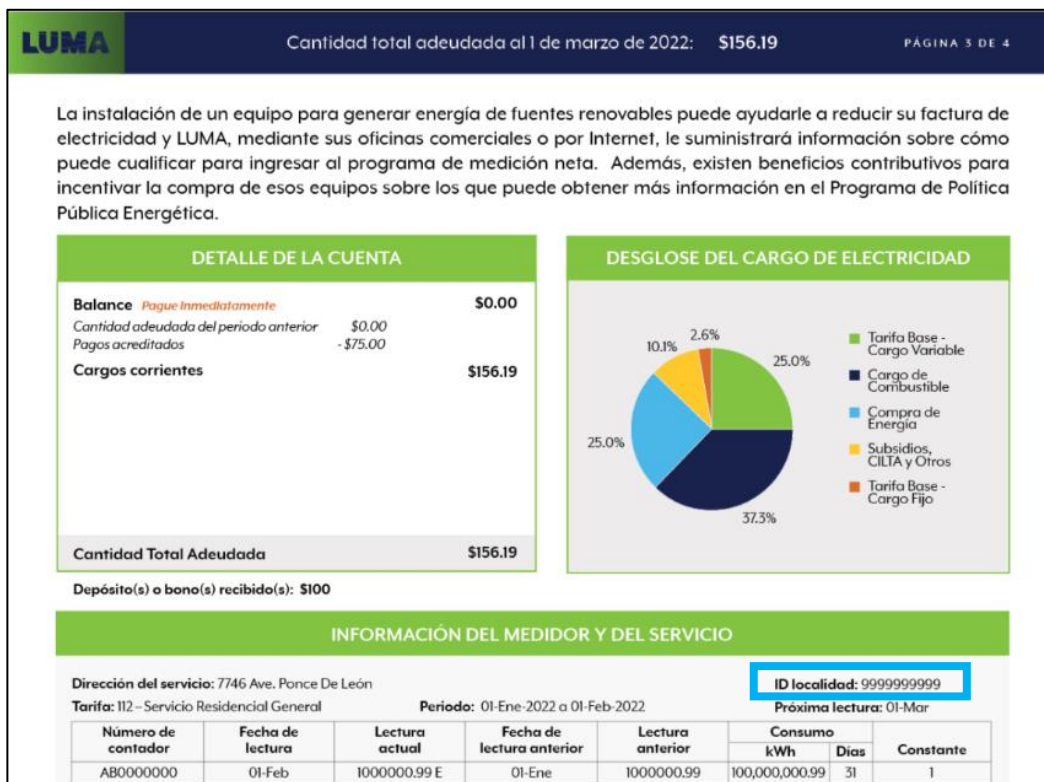 LUMA
Cantidad total adeudada al 1 de marzo de 2022: $156.19
PÁGINA 3 DE 4
La instalación de un equipo para generar energía de fuentes renovables puede ayudarle a reducir su factura de
electricidad y LUMA, mediante sus oficinas comerciales o por Internet, le suministrará información sobre cómo
puede cualificar para ingresar al programa de medición neta. Además, existen beneficios contributivos para
incentivar la compra de esos equipos sobre los que puede obtener más información en el Programa de Política
Pública Energética.
DETALLE DE LA CUENTA
Balance Pague Inmediatamente $0.00
Cantidad adeudada del periodo anterior $0.00
Pagos acreditados -$75.00
Cargos corrientes $156.19
Cantidad Total Adeudada $156.19
Depósito(s) o bono(s) recibido(s): $100
DESGLOSE DEL CARGO DE ELECTRICIDAD
2.6%
10.1%
25.0%
25.0%
37.3%
Tarifa Base -
Cargo Variable
Cargo de
Combustible
Compra de
Energía
Subsidios,
CILTA y Otros
Tarifa Base -
Cargo Fijo
INFORMACIÓN DEL MEDIDOR Y DEL SERVICIO
Dirección del servicio: 7746 Ave. Ponce De León ID localidad: 9999999999
Tarifa: 112 – Servicio Residencial General Periodo: 01-Ene-2022 a 01-Feb-2022 Próxima lectura: 01-Mar
Número de Fecha de Lectura Fecha de Lectura Consumo
contador lectura actual lectura anterior anterior kWh Días Constante
AB0000000 01-Feb 1000000.99 E 01-Ene 1000000.99 100,000,000.99 31 1